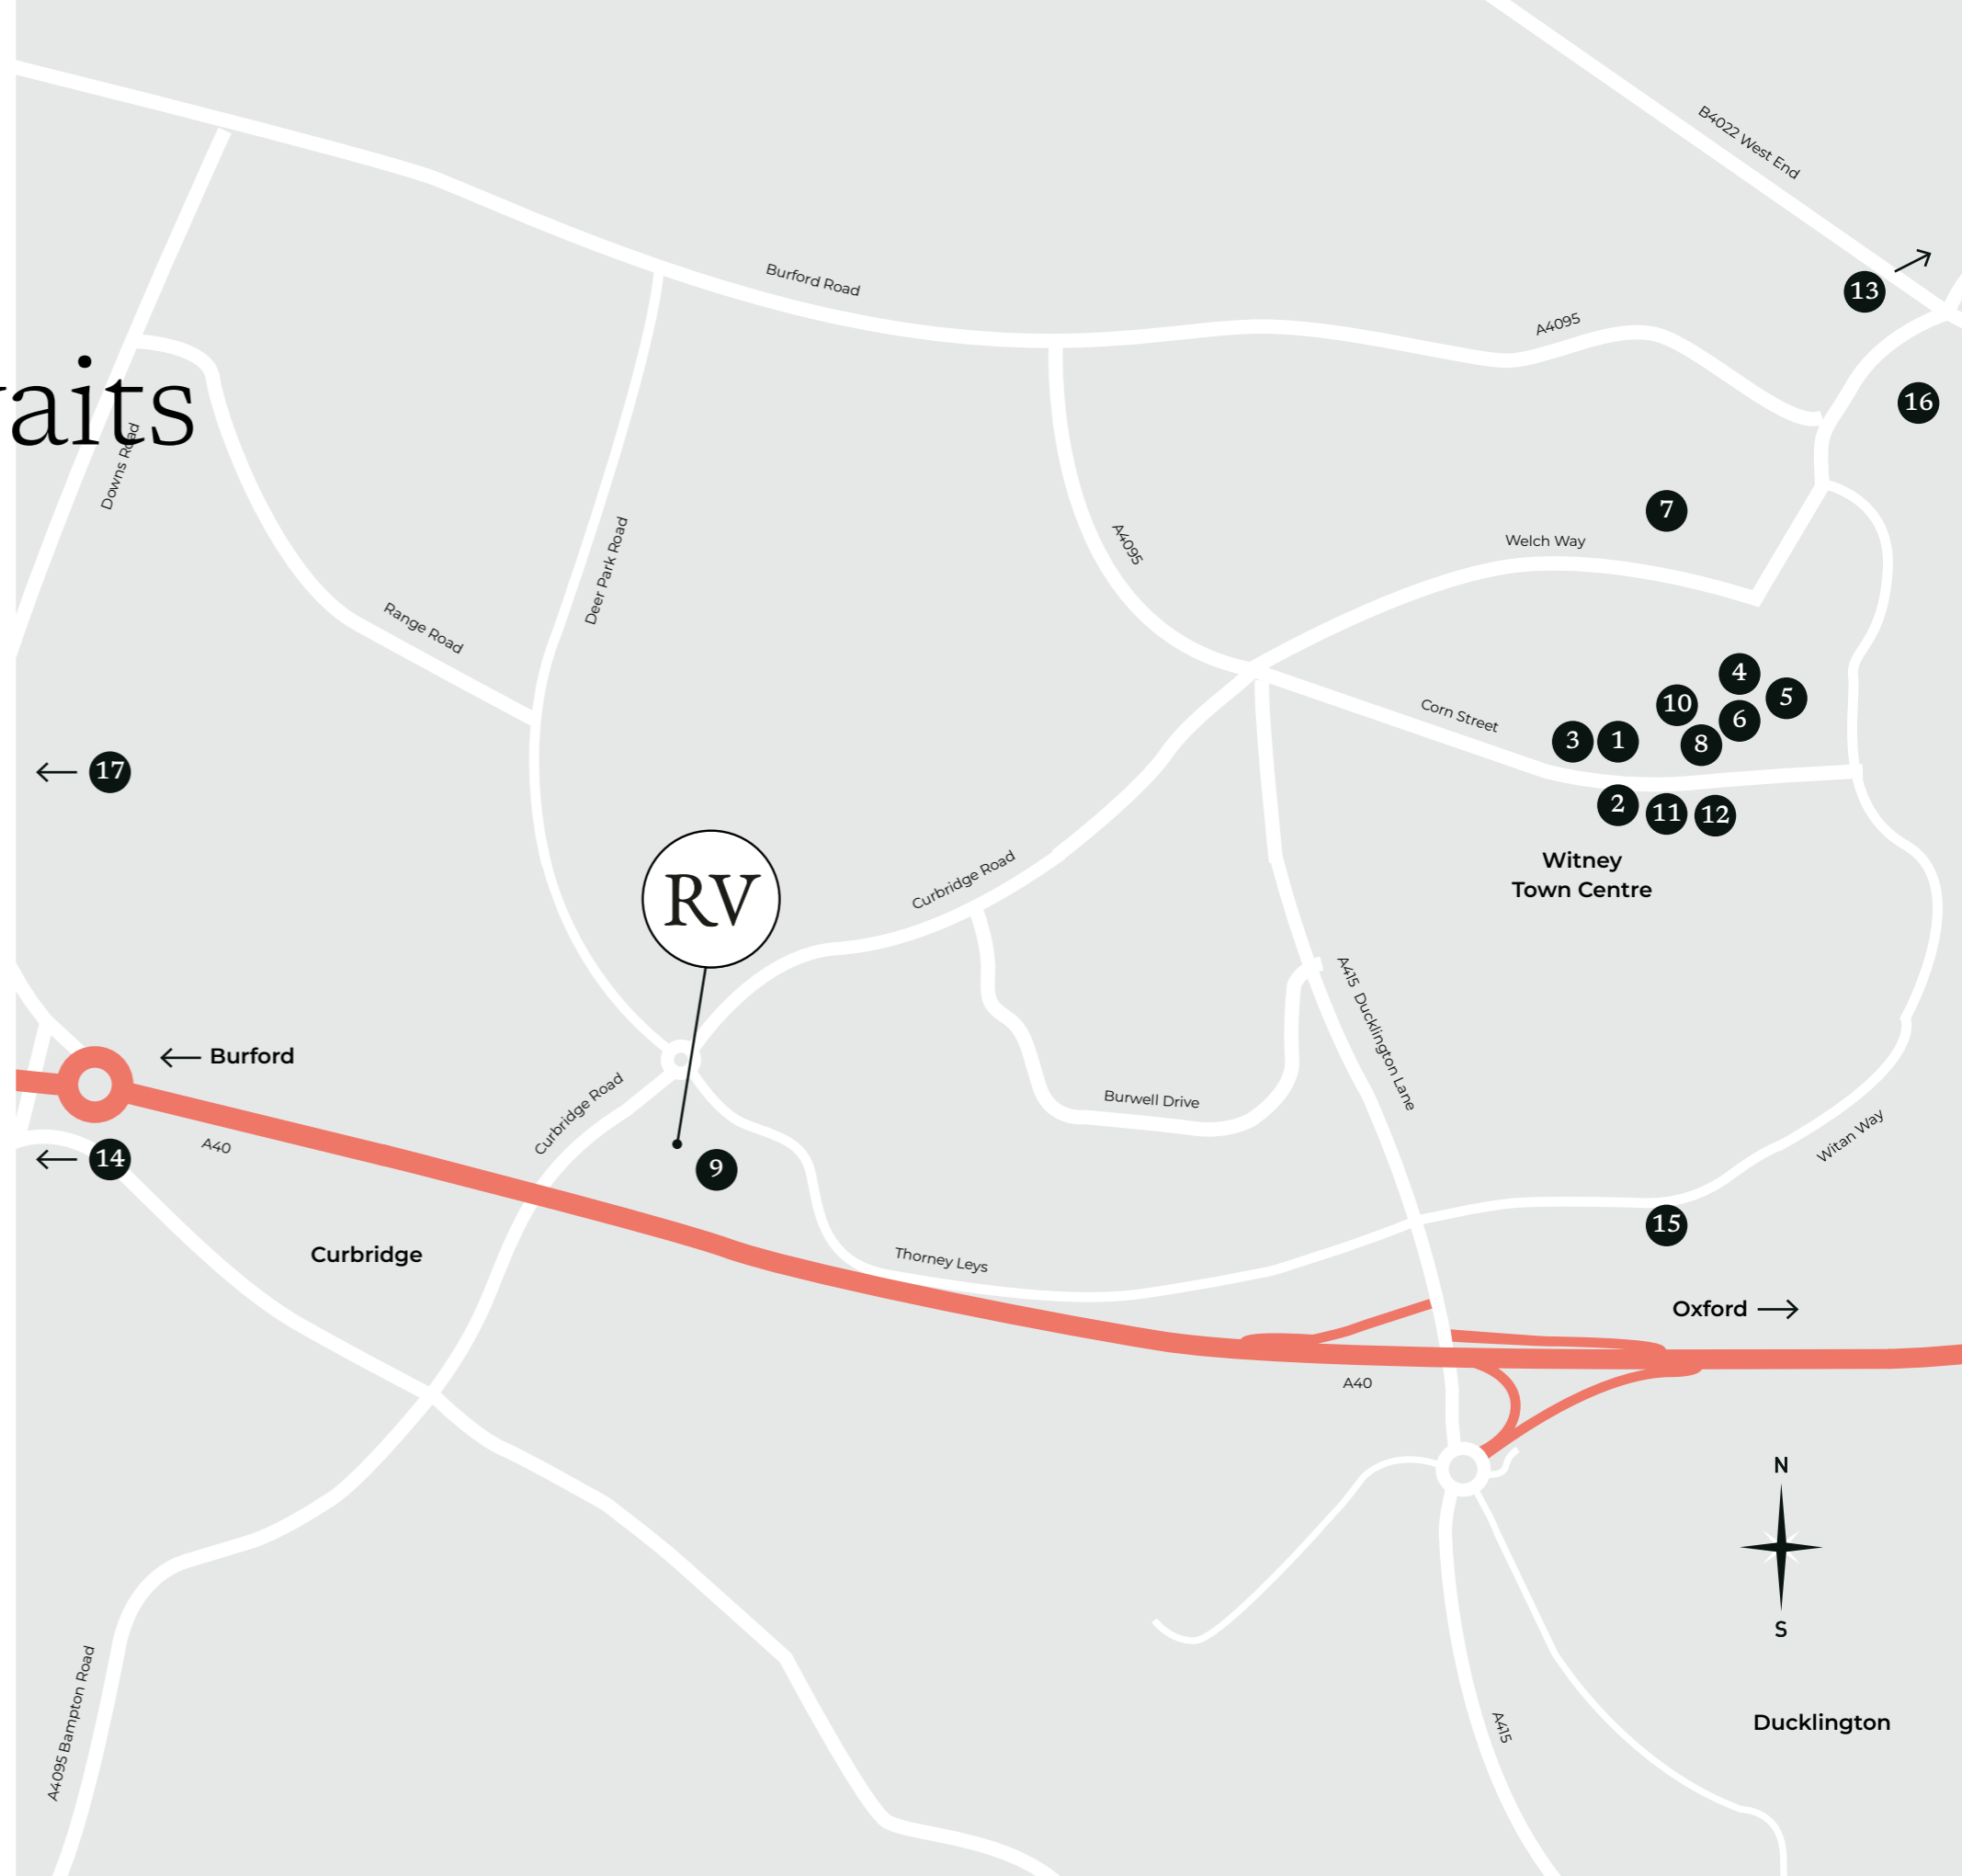 B4022 West End
13
Burford Road
A4095
16
aits
Downs Road
7
A4095
Welch Way
Deer Park Road
Range Road
4
5
10
6
Corn Street
3
1
8
17
2
11
12
Witney
Town Centre
RV
Curbridge Road
A415 Ducklington Lane
Burford
Curbridge Road
Burwell Drive
A40
14
9
Witan Way
15
Curbridge
Thorney Leys
Oxford
A40
N
S
A4095 Bampton Road
A415
Ducklington